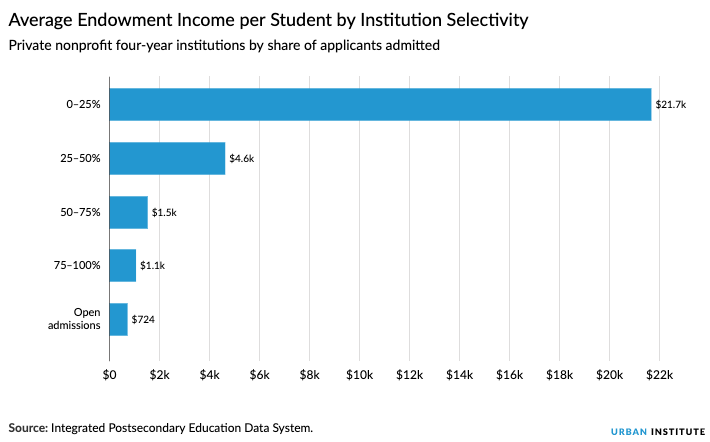 Average Endowment Income per Student by Institution Selectivity
Private nonprofit four-year institutions by share of applicants admitted
0–25%
$21.7k
25–50%
$4.6k
50–75%
$1.5k
75–100%
$1.1k
Open
admissions
$724
$0 $2k $4k $6k $8k $10k $12k $14k $16k $18k $20k $22k
Source: Integrated Postsecondary Education Data System.
URBAN INSTITUTE